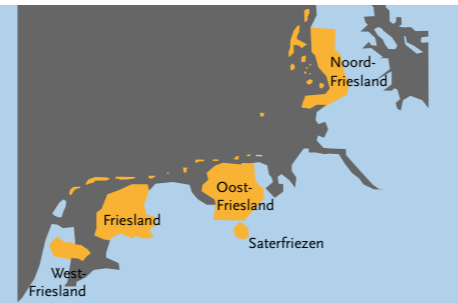 Noord-
Friesland
Oost-
Friesland
Friesland
Saterfriezen
West-
Friesland